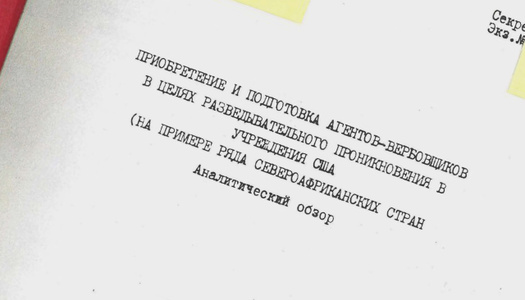 Секре
Экз.№
ПРИОБРЕТЕНИЕ И ПОДГОТОВКА АГЕНТОВ-ВЕРБОВЩИКОВ
В ЦЕЛЯХ РАЗВЕДЫВАТЕЛЬНОГО ПРОНИКНОВЕНИЯ В
УЧРЕЖДЕНИЯ США
(НА ПРИМЕРЕ РЯДА СЕВЕРОАФРИКАНСКИХ СТРАН
Аналитический обзор